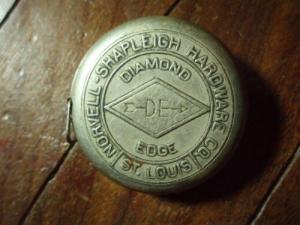 NORVELL-SHAPLEIGH HARDWARE CO.
ST. LOUIS
DIAMOND
DE
EDGE